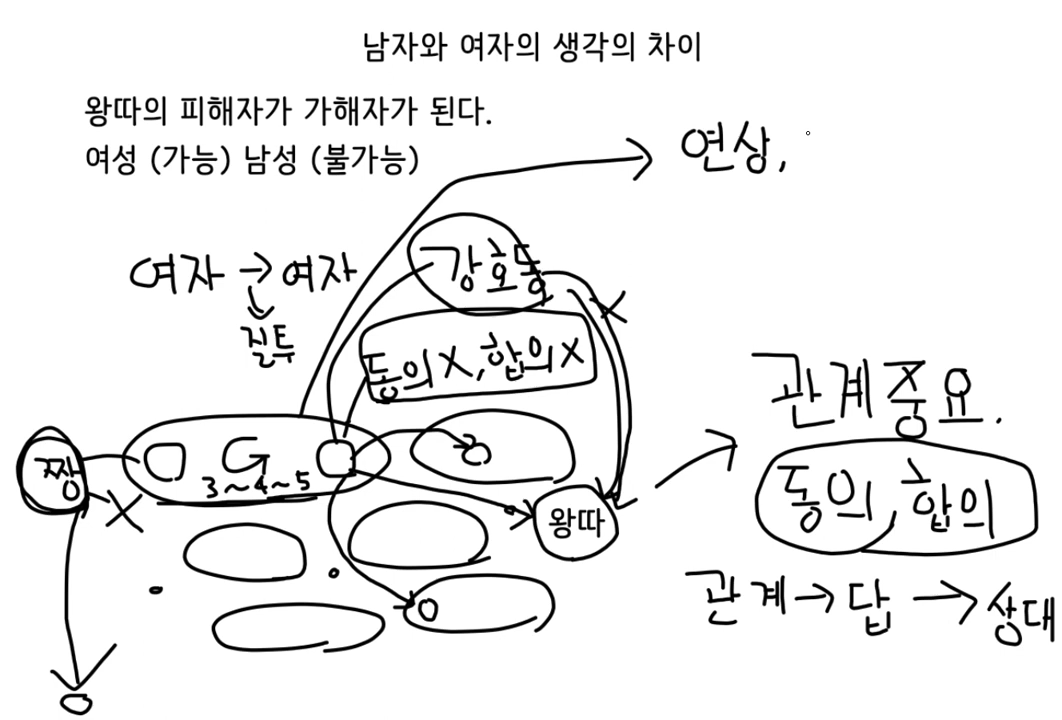 남자와 여자의 생각의 차이
왕따의 피해자가 가해자가 된다.
여성 (가능) 남성 (불가능)
연상,
여자 → 여자
질투
강호동
X
동의X, 합의X
관계 중요.
짱
G
3~4~5
X
왕따
동의, 합의
관계 → 답 → 상대